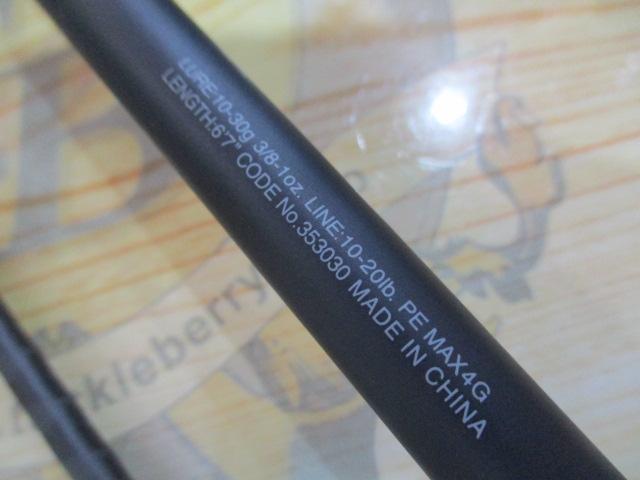 LURE:10-30g 3/8-1oz. LINE:10-20lb. PE MAX4G
LENGTH:6'7" CODE No.353030 MADE IN CHINA